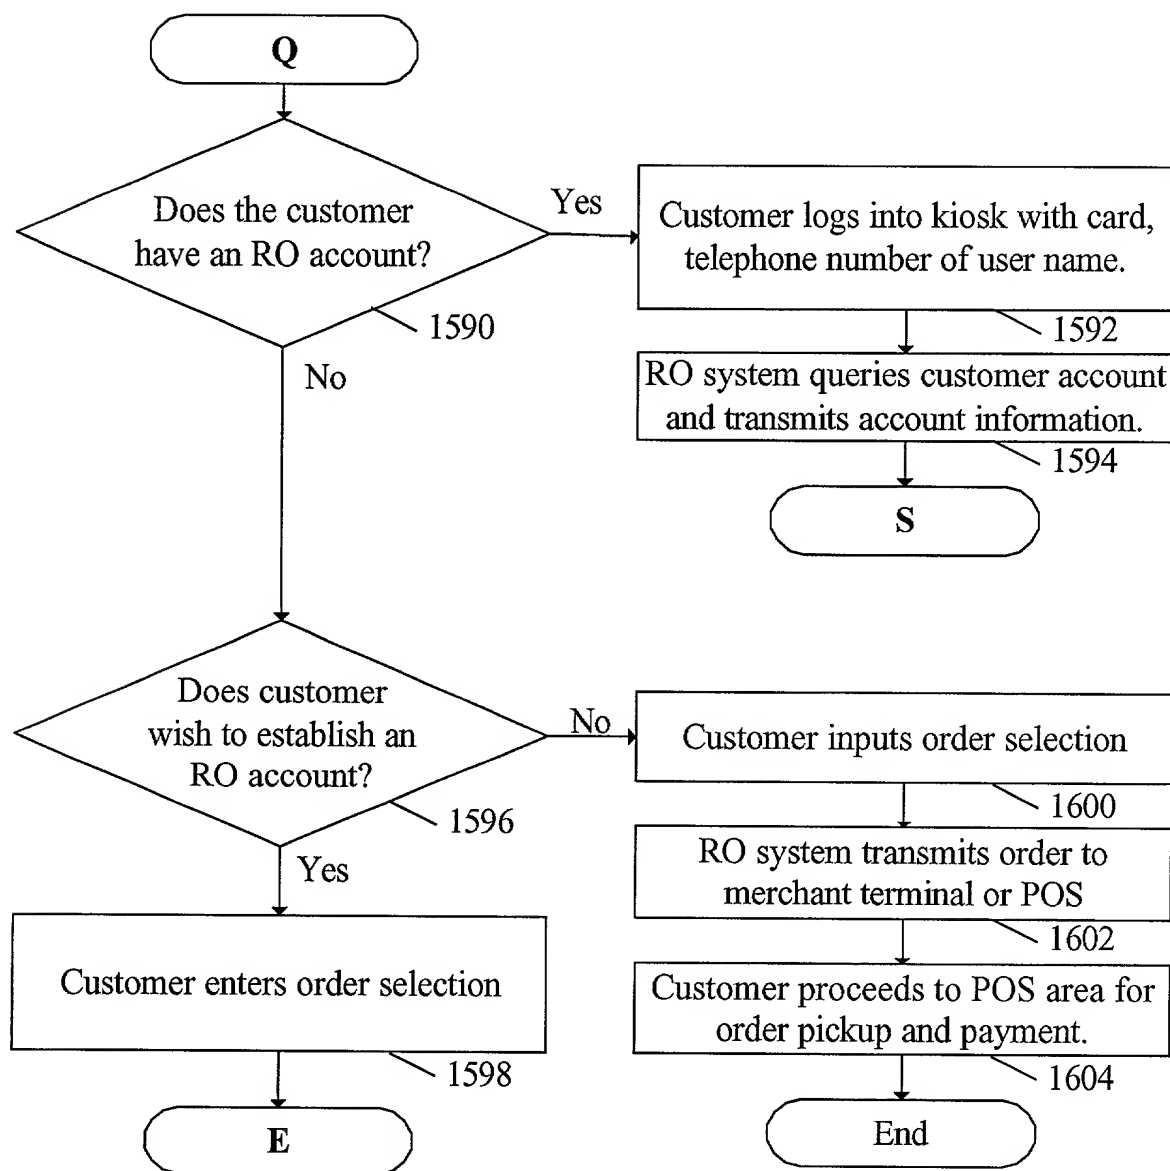 Q
Does the customer
have an RO account?
1590
Yes
Customer logs into kiosk with card,
telephone number of user name.
1592
RO system queries customer account
and transmits account information.
1594
S
No
Does customer
wish to establish an
RO account?
1596
No
Customer inputs order selection
1600
RO system transmits order to
merchant terminal or POS
1602
Customer proceeds to POS area for
order pickup and payment.
1604
End
Yes
Customer enters order selection
1598
E